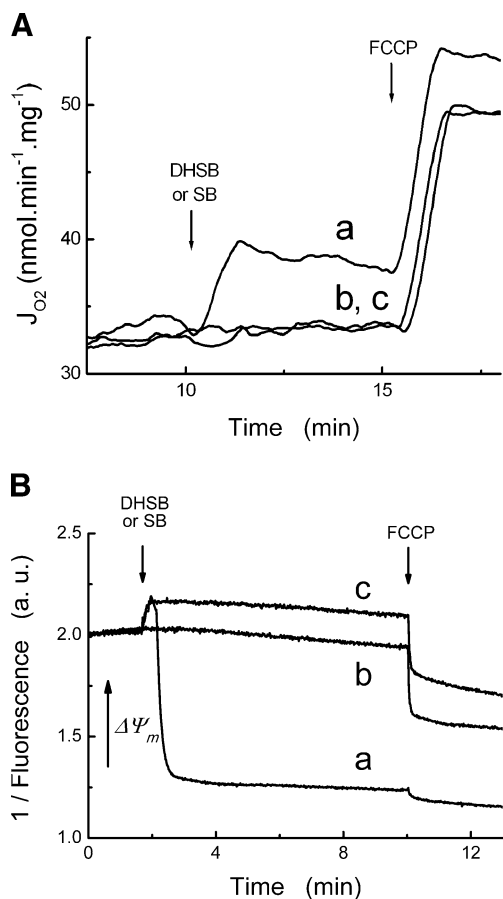 A
FCCP
DHSB
or SB
a
b, c
J_O2 (nmol.min⁻¹.mg⁻¹)
50
40
30
10
15
Time (min)
B
DHSB
or SB
FCCP
c
b
a
ΔΨₘ
1 / Fluorescence (a. u.)
2.5
2.0
1.5
1.0
0
4
8
12
Time (min)